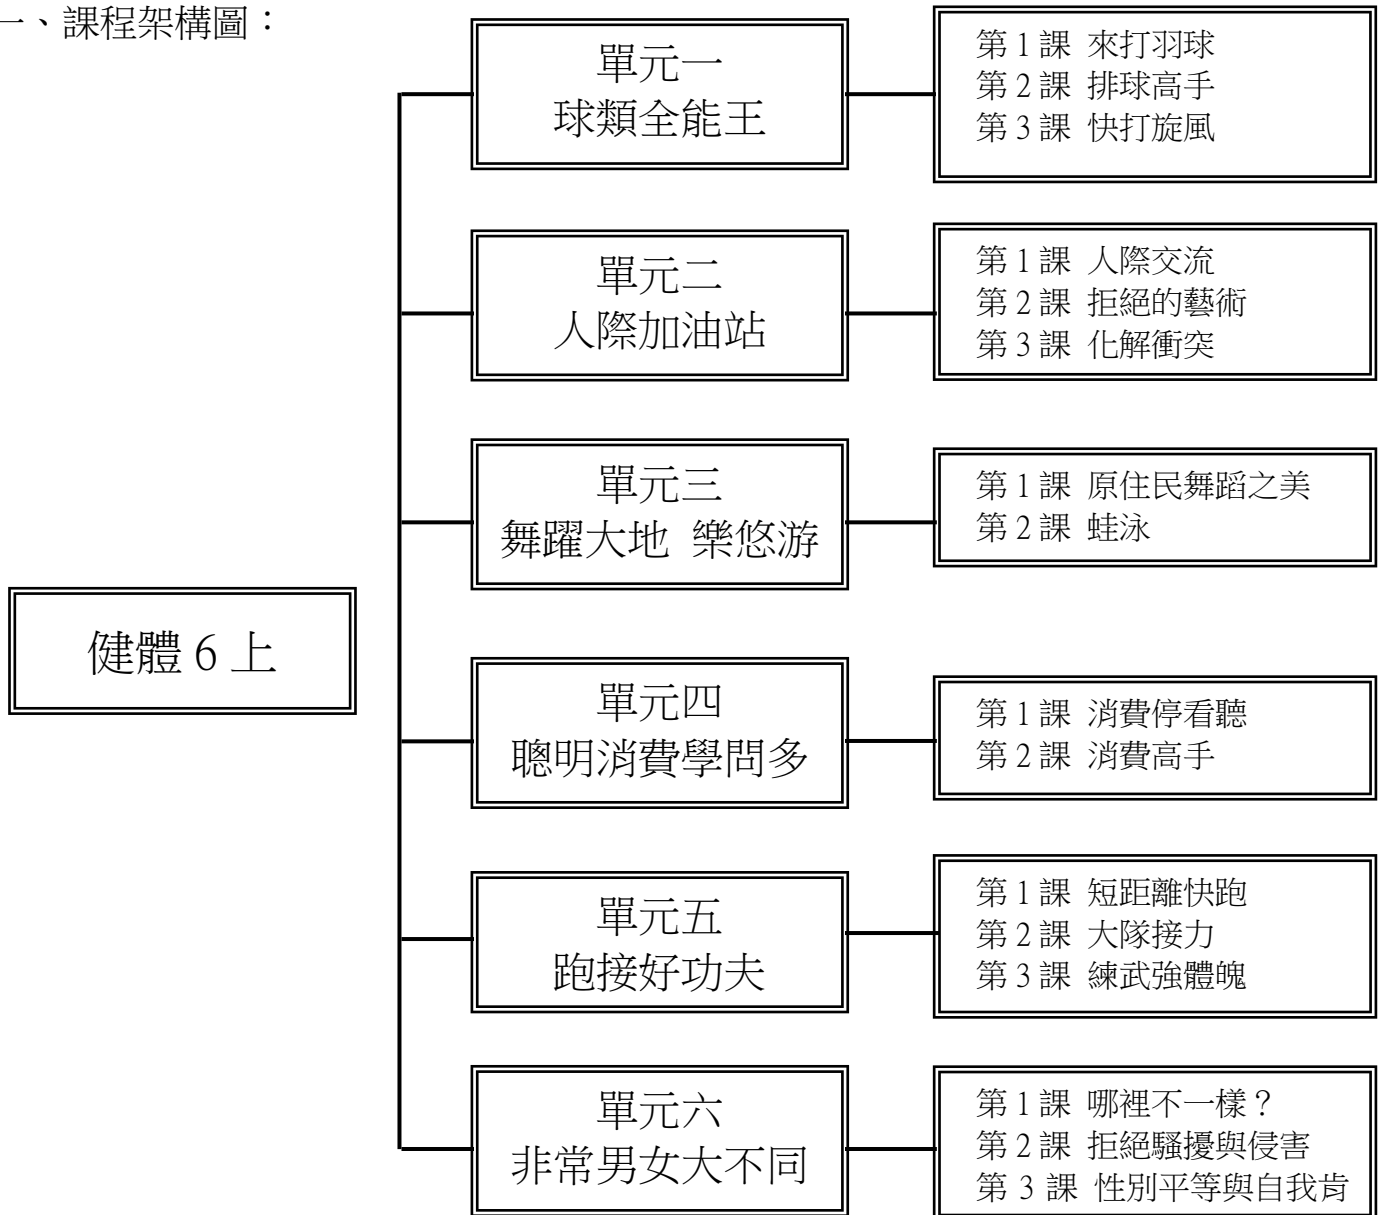 一、課程架構圖：
單元一
球類全能王
第 1 課 來打羽球
第 2 課 排球高手
第 3 課 快打旋風
單元二
人際加油站
第 1 課 人際交流
第 2 課 拒絕的藝術
第 3 課 化解衝突
單元三
舞躍大地 樂悠游
第 1 課 原住民舞蹈之美
第 2 課 蛙泳
健體 6 上
單元四
聰明消費學問多
第 1 課 消費停看聽
第 2 課 消費高手
單元五
跑接好功夫
第 1 課 短距離快跑
第 2 課 大隊接力
第 3 課 練武強體魄
單元六
非常男女大不同
第 1 課 哪裡不一樣？
第 2 課 拒絕騷擾與侵害
第 3 課 性別平等與自我肯